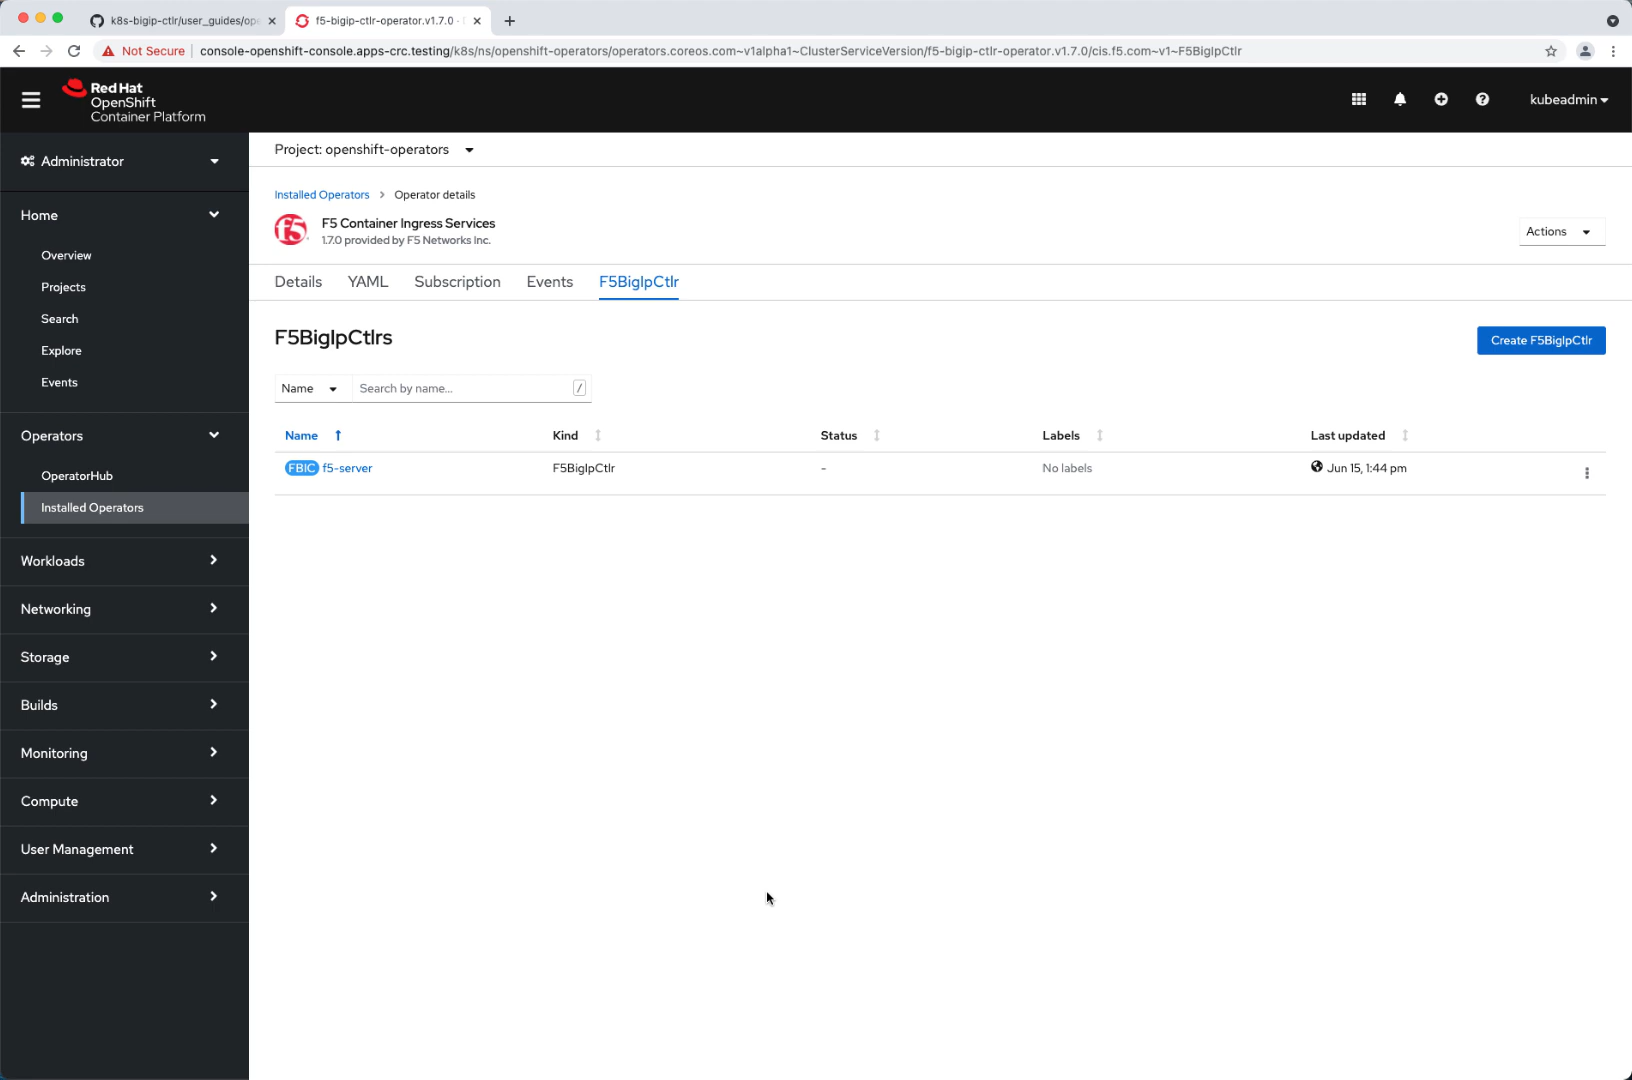 k8s-bigip-ctlr/user_guides/ope
f5-bigip-ctlr-operator.v1.7.0 ·
Not Secure
console-openshift-console.apps-crc.testing/k8s/ns/openshift-operators/operators.coreos.com~v1alpha1~ClusterServiceVersion/f5-bigip-ctlr-operator.v1.7.0/cis.f5.com~v1~F5BigIpCtlr
Red Hat
OpenShift
Container Platform
kubeadmin
Administrator
Home
Overview
Projects
Search
Explore
Events
Operators
OperatorHub
Installed Operators
Workloads
Networking
Storage
Builds
Monitoring
Compute
User Management
Administration
Project: openshift-operators
Installed Operators > Operator details
f5
F5 Container Ingress Services
1.7.0 provided by F5 Networks Inc.
Actions
Details YAML Subscription Events F5BigIpCtlr
F5BigIpCtlrs
Create F5BigIpCtlr
Name Search by name... /
Name Kind Status Labels Last updated
FBIC f5-server F5BigIpCtlr - No labels Jun 15, 1:44 pm